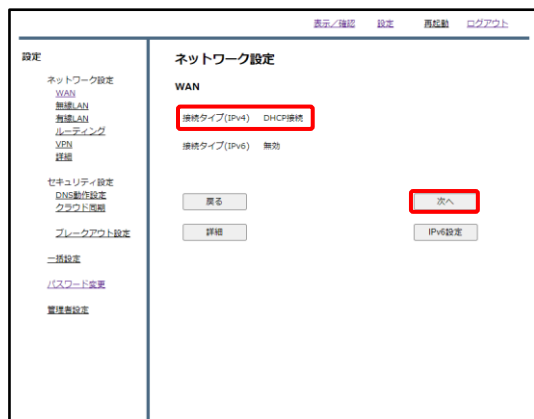 表示／確認 設定 再起動 ログアウト
設定
ネットワーク設定
WAN
無線LAN
有線LAN
ルーティング
VPN
詳細
セキュリティ設定
DNS動作設定
クラウド同期
ブレークアウト設定
一括設定
パスワード変更
管理者設定
ネットワーク設定
WAN
接続タイプ(IPv4) DHCP接続
接続タイプ(IPv6) 無効
戻る 次へ
詳細 IPv6設定